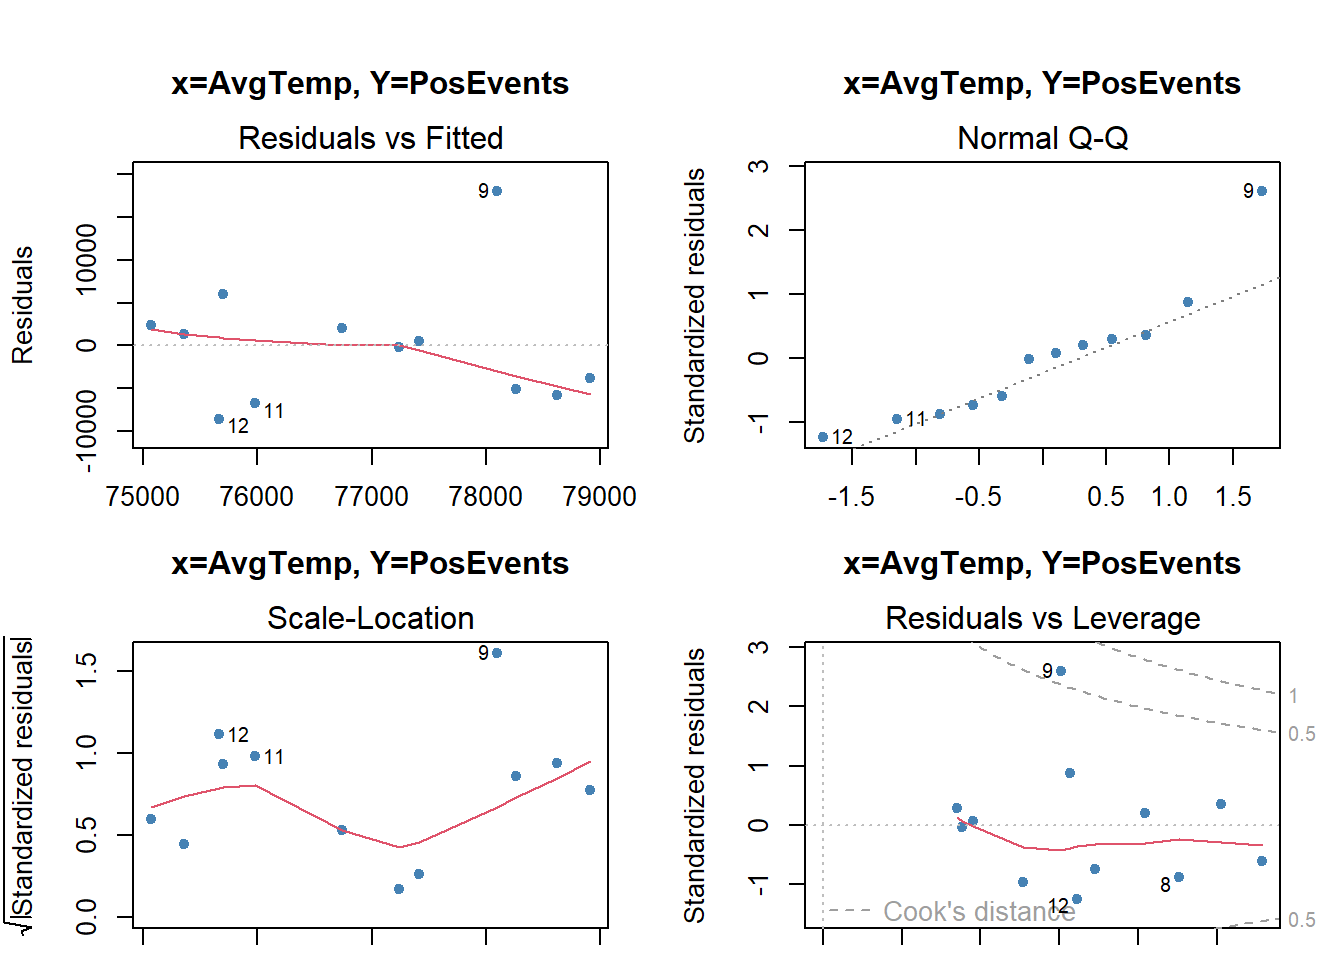 x=AvgTemp, Y=PosEvents
Residuals vs Fitted
Residuals
-10000 0 10000
9
12
11
75000 76000 77000 78000 79000
x=AvgTemp, Y=PosEvents
Normal Q-Q
Standardized residuals
-1 0 1 2 3
9
12
11
-1.5 -0.5 0.5 1.0 1.5
x=AvgTemp, Y=PosEvents
Scale-Location
√|Standardized residuals|
0.0 0.5 1.0 1.5
9
12
11
x=AvgTemp, Y=PosEvents
Residuals vs Leverage
Standardized residuals
-1 0 1 2 3
9
1
0.5
8
12
Cook's distance
0.5